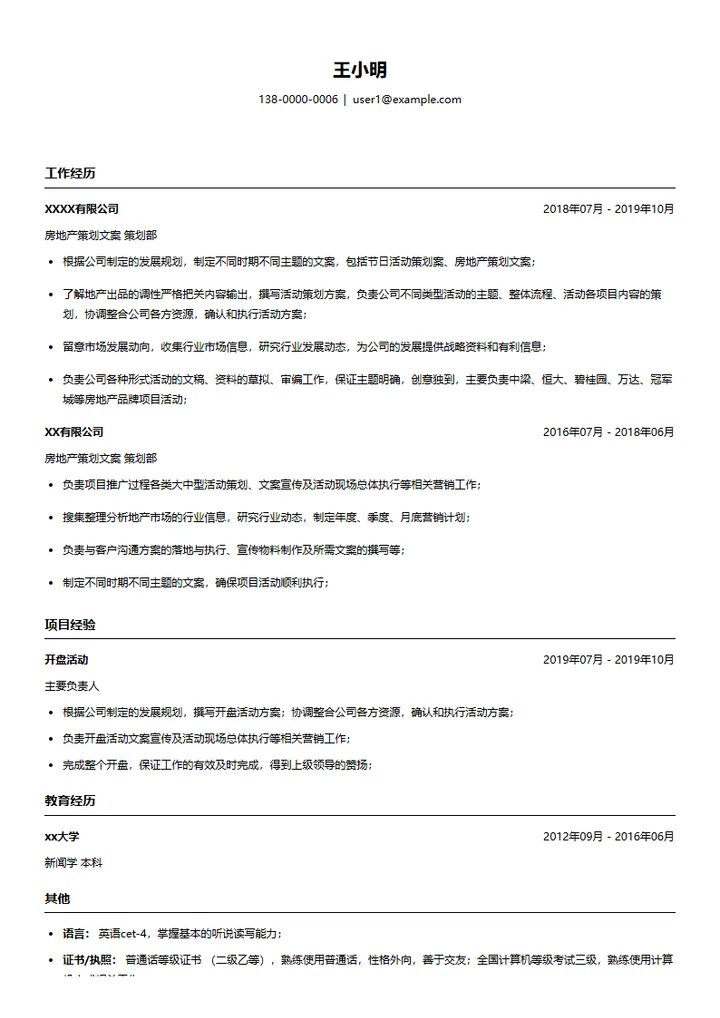 王小明
138-0000-0006 | user1@example.com
工作经历
XXXX有限公司 2018年07月 - 2019年10月
房地产策划文案 策划部
• 根据公司制定的发展规划，制定不同时期不同主题的文案，包括节日活动策划案、房地产策划文案；
• 了解地产出品的调性严格把关内容输出，撰写活动策划方案，负责公司不同类型活动的主题、整体流程、活动各项目内容的策
划，协调整合公司各方资源，确认和执行活动方案；
• 留意市场发展动向，收集行业市场信息，研究行业发展动态，为公司的发展提供战略资料和有利信息；
• 负责公司各种形式活动的文稿、资料的草拟、审编工作，保证主题明确，创意独到，主要负责中梁、恒大、碧桂园、万达、冠军
城等房地产品牌项目活动；
XX有限公司 2016年07月 - 2018年06月
房地产策划文案 策划部
• 负责项目推广过程各类大中型活动策划、文案宣传及活动现场总体执行等相关营销工作；
• 搜集整理分析地产市场的行业信息，研究行业动态，制定年度、季度、月底营销计划；
• 负责与客户沟通方案的落地与执行、宣传物料制作及所需文案的撰写等；
• 制定不同时期不同主题的文案，确保项目活动顺利执行；
项目经验
开盘活动 2019年07月 - 2019年10月
主要负责人
• 根据公司制定的发展规划，撰写开盘活动方案；协调整合公司各方资源，确认和执行活动方案；
• 负责开盘活动文案宣传及活动现场总体执行等相关营销工作；
• 完成整个开盘，保证工作的有效及时完成，得到上级领导的赞扬；
教育经历
xx大学 2012年09月 - 2016年06月
新闻学 本科
其他
• 语言： 英语cet-4，掌握基本的听说读写能力；
• 证书/执照： 普通话等级证书 （二级乙等），熟练使用普通话，性格外向，善于交友；全国计算机等级考试三级，熟练使用计算